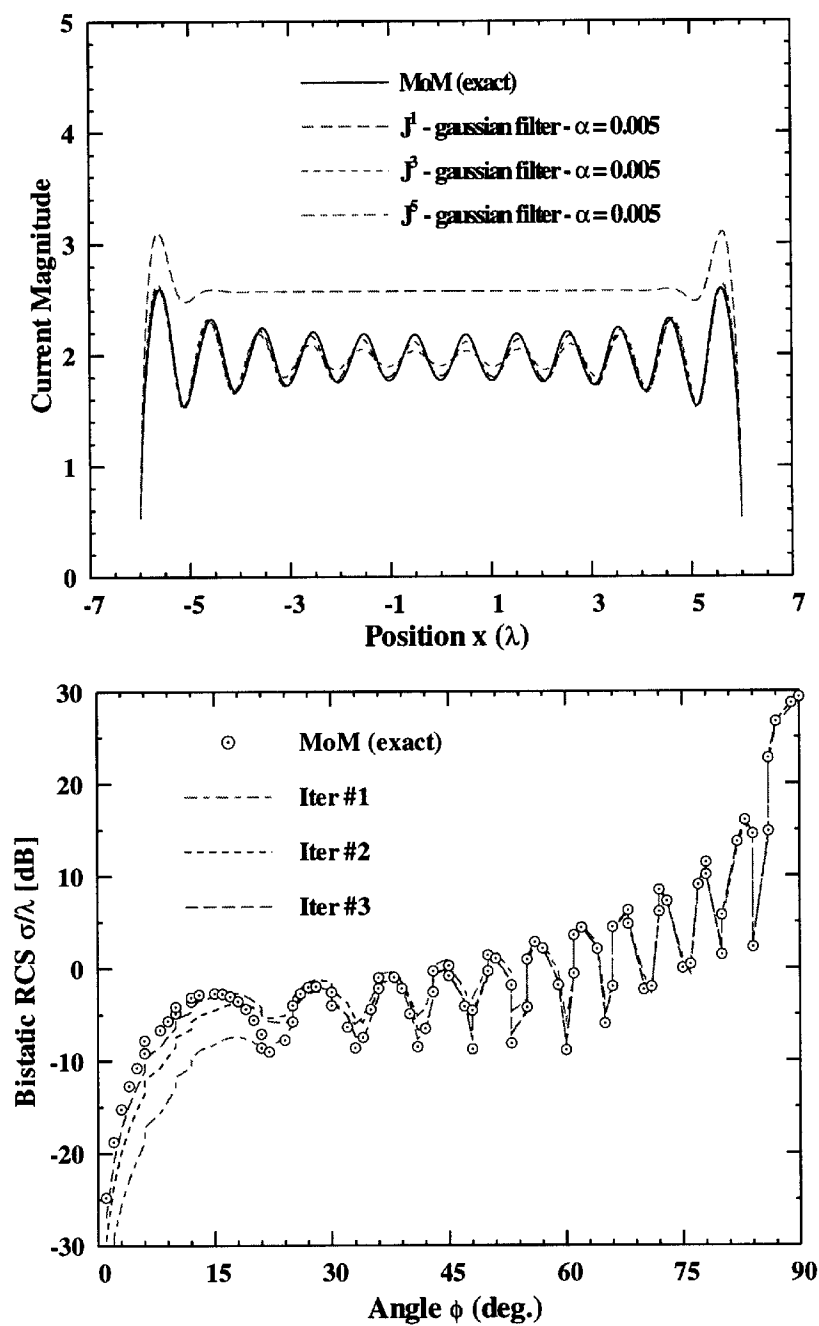 5
MoM (exact)
J¹ - gaussian filter - α = 0.005
4
J³ - gaussian filter - α = 0.005
J⁵ - gaussian filter - α = 0.005
3
2
1
0
Current Magnitude
-7 -5 -3 -1 1 3 5 7
Position x (λ)
30
MoM (exact)
20
Iter #1
Iter #2
10
Iter #3
0
-10
-20
-30
Bistatic RCS σ/λ [dB]
0 15 30 45 60 75 90
Angle ϕ (deg.)